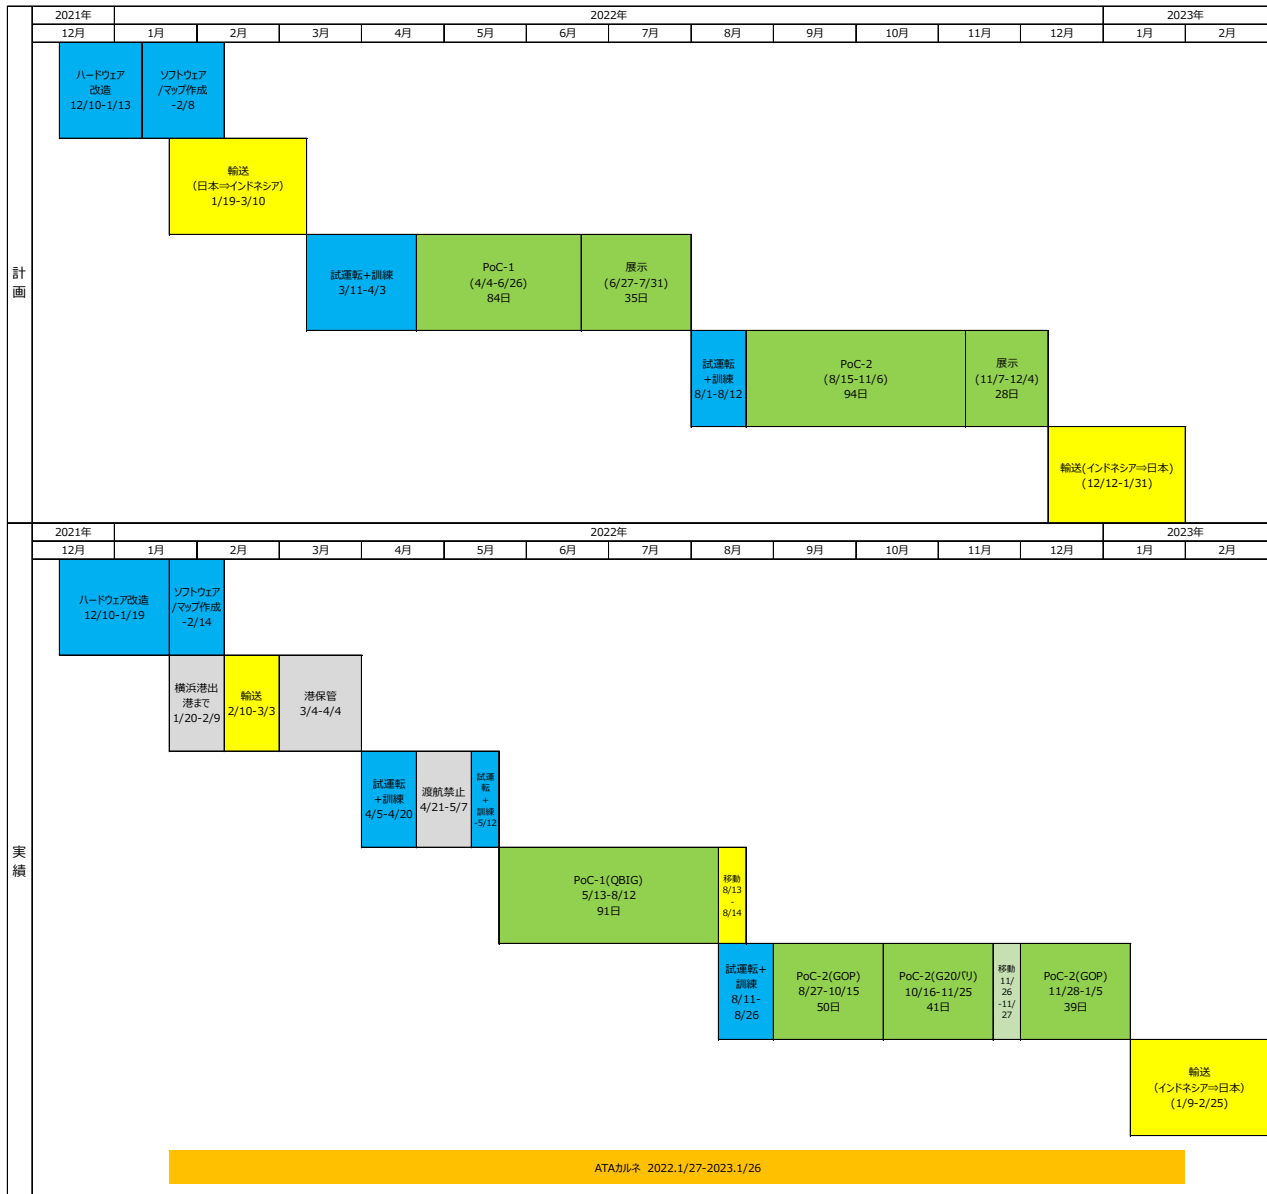 2021年 2022年 2023年
12月 1月 2月 3月 4月 5月 6月 7月 8月 9月 10月 11月 12月 1月 2月
計画
ハードウェア
改造
12/10-1/13
ソフトウェア
/マップ作成
-2/8
輸送
(日本⇒インドネシア)
1/19-3/10
試運転+訓練
3/11-4/3
PoC-1
(4/4-6/26)
84日
展示
(6/27-7/31)
35日
試運転
+訓練
8/1-8/12
PoC-2
(8/15-11/6)
94日
展示
(11/7-12/4)
28日
輸送(インドネシア⇒日本)
(12/12-1/31)
2021年 2022年 2023年
12月 1月 2月 3月 4月 5月 6月 7月 8月 9月 10月 11月 12月 1月 2月
実績
ハードウェア改造
12/10-1/19
ソフトウェア
/マップ作成
-2/14
横浜港出
港まで
1/20-2/9
輸送
2/10-3/3
港保管
3/4-4/4
試運転
+訓練
4/5-4/20
渡航禁止
4/21-5/7
試運
転
+
訓練
-5/12
PoC-1(QBIG)
5/13-8/12
91日
移動
8/13
-
8/14
試運転+
訓練
8/11-
8/26
PoC-2(GOP)
8/27-10/15
50日
PoC-2(G20バリ)
10/16-11/25
41日
移動
11/
26
-11/
27
PoC-2(GOP)
11/28-1/5
39日
輸送
(インドネシア⇒日本)
(1/9-2/25)
ATAカルネ 2022.1/27-2023.1/26